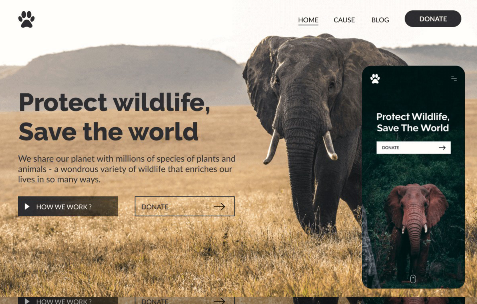 HOME CAUSE BLOG DONATE
Protect wildlife,
Save the world
We share our planet with millions of species of plants and
animals - a wondrous variety of wildlife that enriches our
lives in so many ways.
HOW WE WORK ? DONATE
Protect Wildlife,
Save The World
DONATE
HOW WE WORK ? DONATE